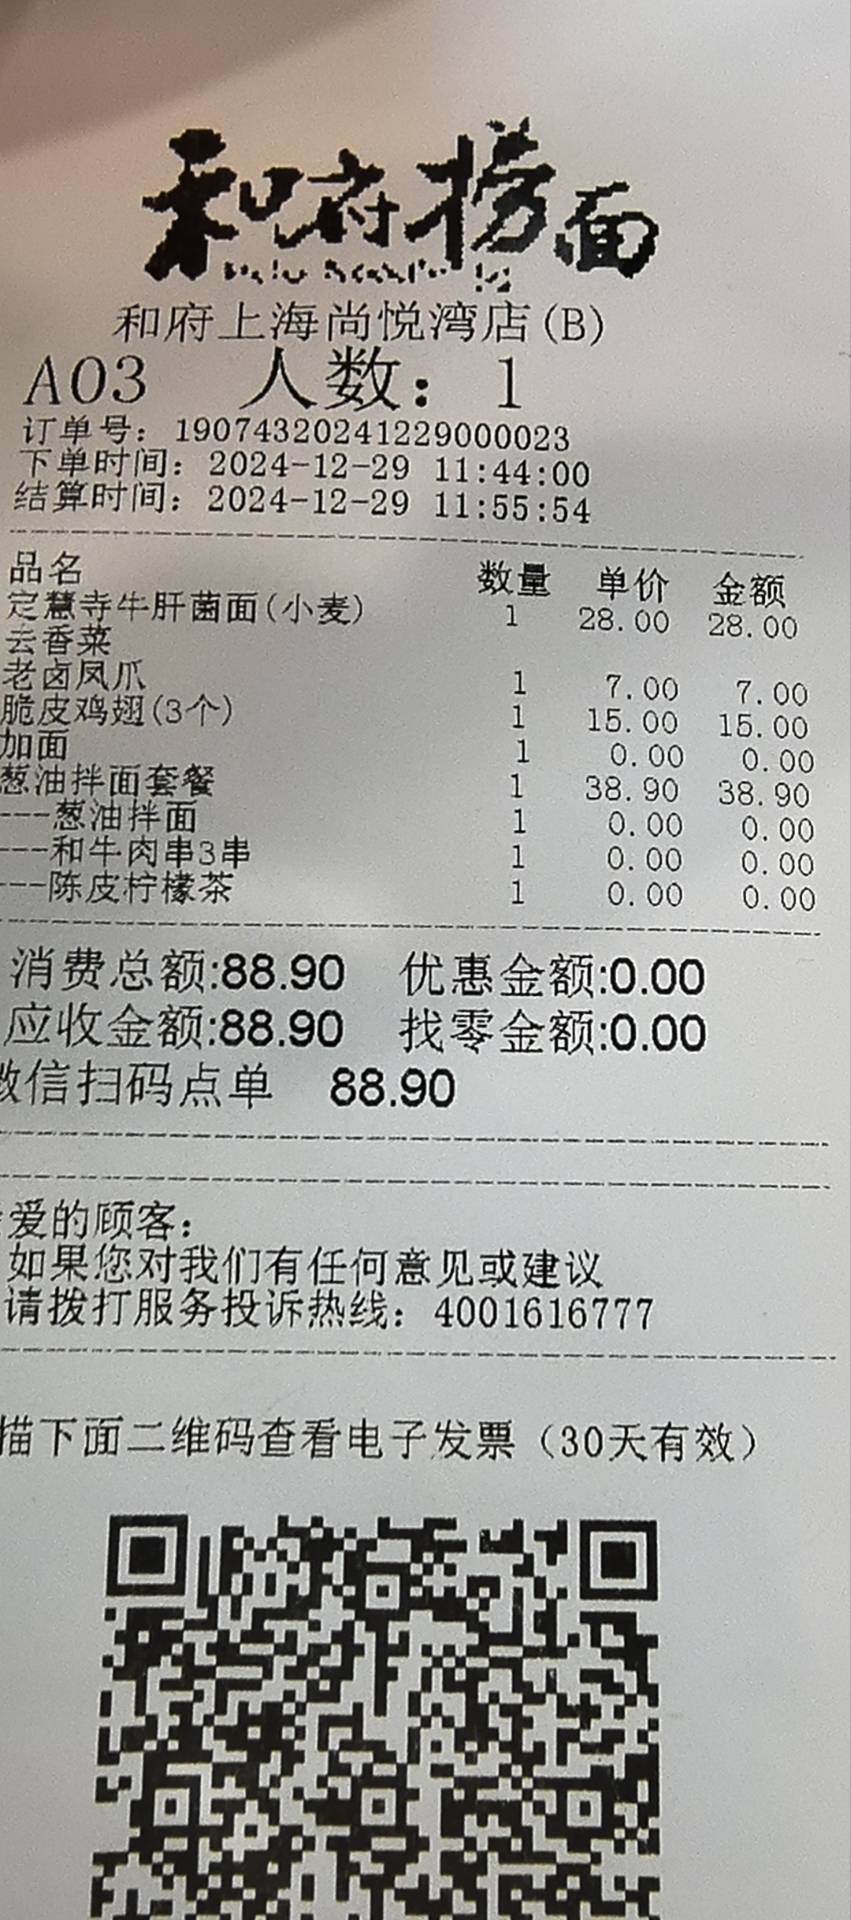 和府捞面
和府上海尚悦湾店(B)
A03 人数: 1
订单号: 19074320241229000023
下单时间: 2024-12-29 11:44:00
结算时间: 2024-12-29 11:55:54
品名 数量 单价 金额
定慧寺牛肝菌面(小麦) 1 28.00 28.00
去香菜
老卤凤爪 1 7.00 7.00
脆皮鸡翅(3个) 1 15.00 15.00
加面 1 0.00 0.00
葱油拌面套餐 1 38.90 38.90
---葱油拌面 1 0.00 0.00
---和牛肉串3串 1 0.00 0.00
---陈皮柠檬茶 1 0.00 0.00
消费总额:88.90 优惠金额:0.00
应收金额:88.90 找零金额:0.00
微信扫码点单 88.90
爱的顾客:
如果您对我们有任何意见或建议
请拨打服务投诉热线: 4001616777
描下面二维码查看电子发票（30天有效）